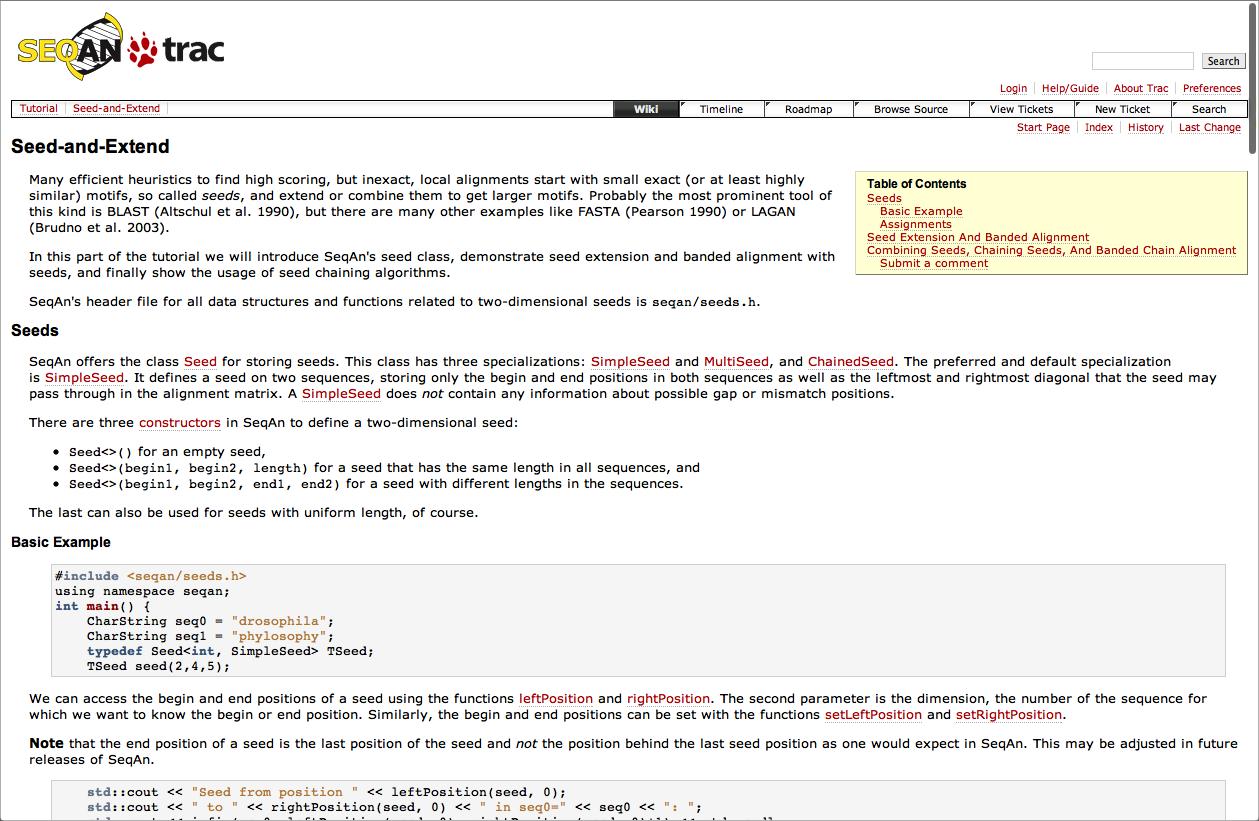 SEQAN trac
Search
Login Help/Guide About Trac Preferences
Tutorial Seed-and-Extend Wiki Timeline Roadmap Browse Source View Tickets New Ticket Search
Start Page Index History Last Change
Seed-and-Extend
Many efficient heuristics to find high scoring, but inexact, local alignments start with small exact (or at least highly
similar) motifs, so called seeds, and extend or combine them to get larger motifs. Probably the most prominent tool of
this kind is BLAST (Altschul et al. 1990), but there are many other examples like FASTA (Pearson 1990) or LAGAN
(Brudno et al. 2003).
In this part of the tutorial we will introduce SeqAn's seed class, demonstrate seed extension and banded alignment with
seeds, and finally show the usage of seed chaining algorithms.
SeqAn's header file for all data structures and functions related to two-dimensional seeds is seqan/seeds.h.
Table of Contents
Seeds
Basic Example
Assignments
Seed Extension And Banded Alignment
Combining Seeds, Chaining Seeds, And Banded Chain Alignment
Submit a comment
Seeds
SeqAn offers the class Seed for storing seeds. This class has three specializations: SimpleSeed and MultiSeed, and ChainedSeed. The preferred and default specialization
is SimpleSeed. It defines a seed on two sequences, storing only the begin and end positions in both sequences as well as the leftmost and rightmost diagonal that the seed may
pass through in the alignment matrix. A SimpleSeed does not contain any information about possible gap or mismatch positions.
There are three constructors in SeqAn to define a two-dimensional seed:
• Seed<>() for an empty seed,
• Seed<>(begin1, begin2, length) for a seed that has the same length in all sequences, and
• Seed<>(begin1, begin2, end1, end2) for a seed with different lengths in the sequences.
The last can also be used for seeds with uniform length, of course.
Basic Example
#include <seqan/seeds.h>
using namespace seqan;
int main() {
CharString seq0 = "drosophila";
CharString seq1 = "phylosophy";
typedef Seed<int, SimpleSeed> TSeed;
TSeed seed(2,4,5);
We can access the begin and end positions of a seed using the functions leftPosition and rightPosition. The second parameter is the dimension, the number of the sequence for
which we want to know the begin or end position. Similarly, the begin and end positions can be set with the functions setLeftPosition and setRightPosition.
Note that the end position of a seed is the last position of the seed and not the position behind the last seed position as one would expect in SeqAn. This may be adjusted in future
releases of SeqAn.
std::cout << "Seed from position " << leftPosition(seed, 0);
std::cout << " to " << rightPosition(seed, 0) << " in seq0=" << seq0 << ": ";